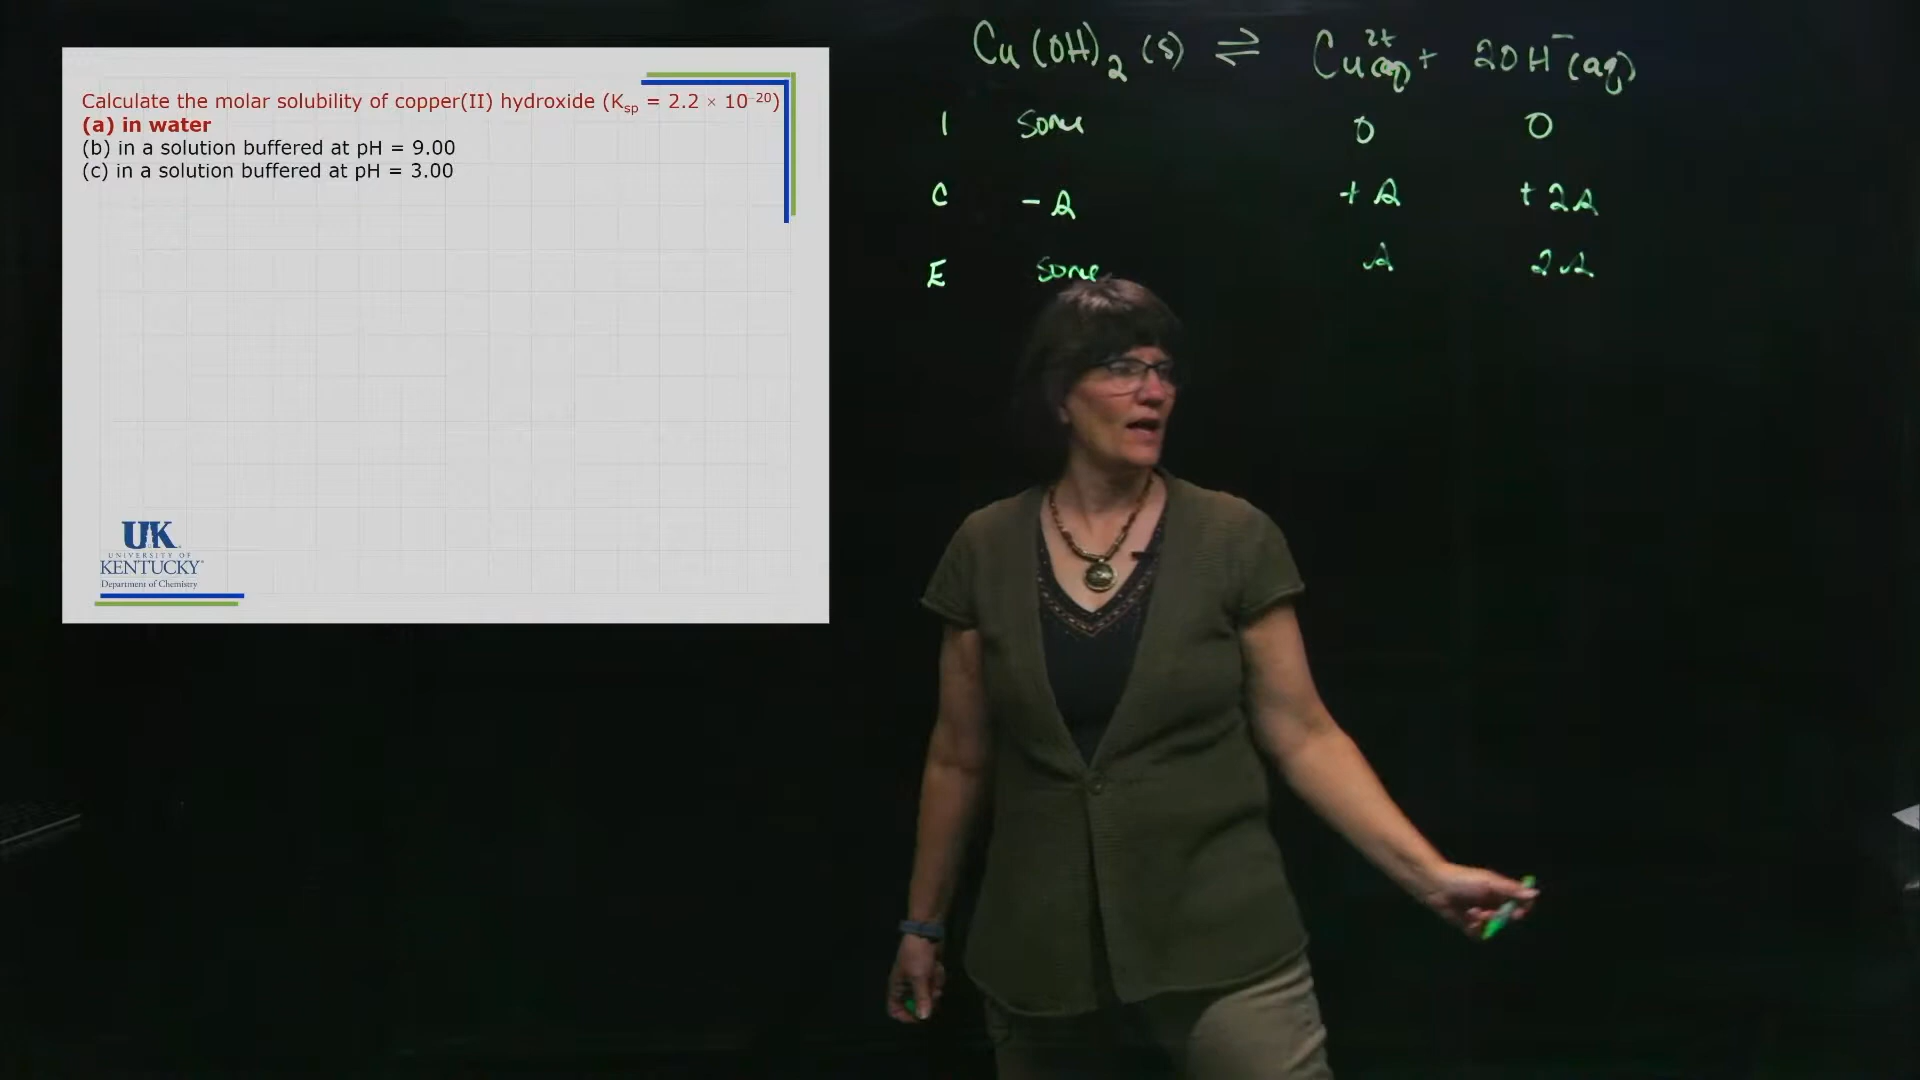 Calculate the molar solubility of copper(II) hydroxide (Ksp = 2.2 × 10⁻²⁰)
(a) in water
(b) in a solution buffered at pH = 9.00
(c) in a solution buffered at pH = 3.00
UK
UNIVERSITY OF
KENTUCKY
Department of Chemistry
Cu(OH)₂(s) ⇌ Cu²⁺(aq) + 2OH⁻(aq)
I some 0 0
C -s +s +2s
E some s 2s